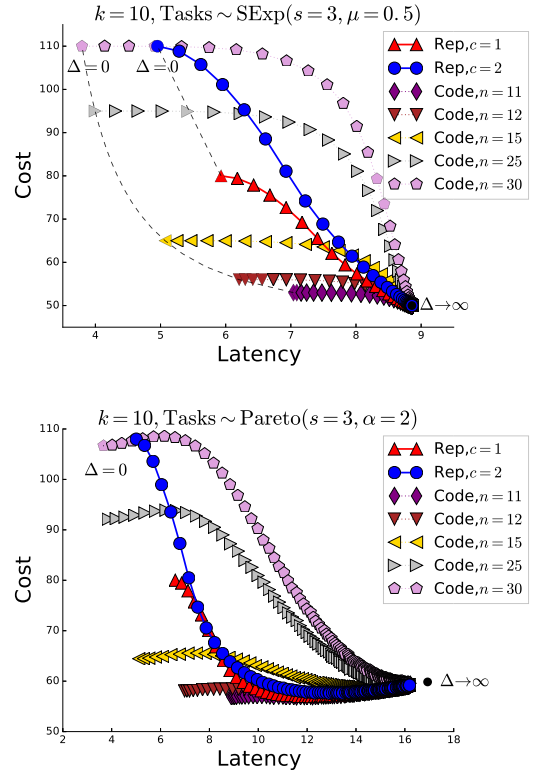 k = 10, Tasks ∼ SExp(s = 3, μ = 0.5)
110
100
90
80
70
60
50
Cost
Δ = 0
Δ = 0
Rep, c = 1
Rep, c = 2
Code, n = 11
Code, n = 12
Code, n = 15
Code, n = 25
Code, n = 30
Δ→∞
4 5 6 7 8 9
Latency
k = 10, Tasks ∼ Pareto(s = 3, α = 2)
110
100
90
80
70
60
50
Cost
Δ = 0
Rep, c = 1
Rep, c = 2
Code, n = 11
Code, n = 12
Code, n = 15
Code, n = 25
Code, n = 30
Δ→∞
2 4 6 8 10 12 14 16 18
Latency